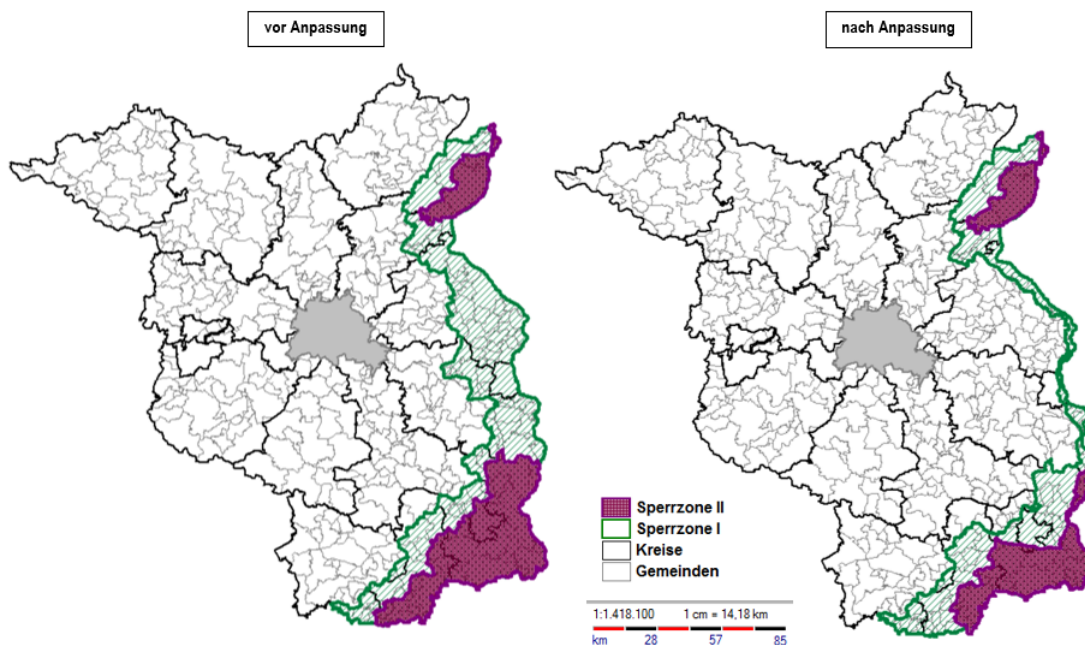 vor Anpassung
nach Anpassung
Sperrzone II
Sperrzone I
Kreise
Gemeinden
1:1.418.100 1 cm = 14,18 km
km 28 57 85